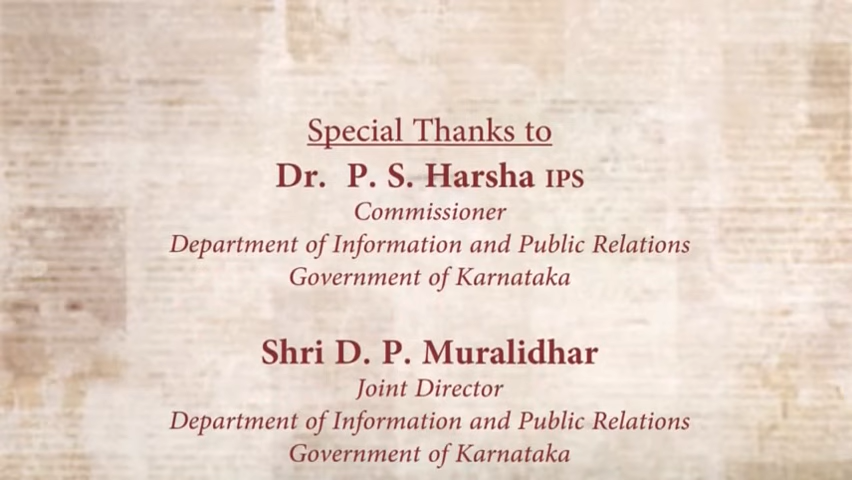 Special Thanks to
Dr. P. S. Harsha IPS
Commissioner
Department of Information and Public Relations
Government of Karnataka
Shri D. P. Muralidhar
Joint Director
Department of Information and Public Relations
Government of Karnataka